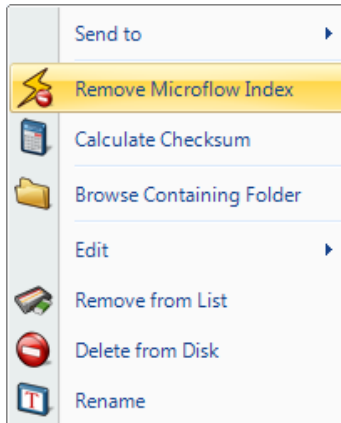 Send to
Remove Microflow Index
Calculate Checksum
Browse Containing Folder
Edit
Remove from List
Delete from Disk
T Rename